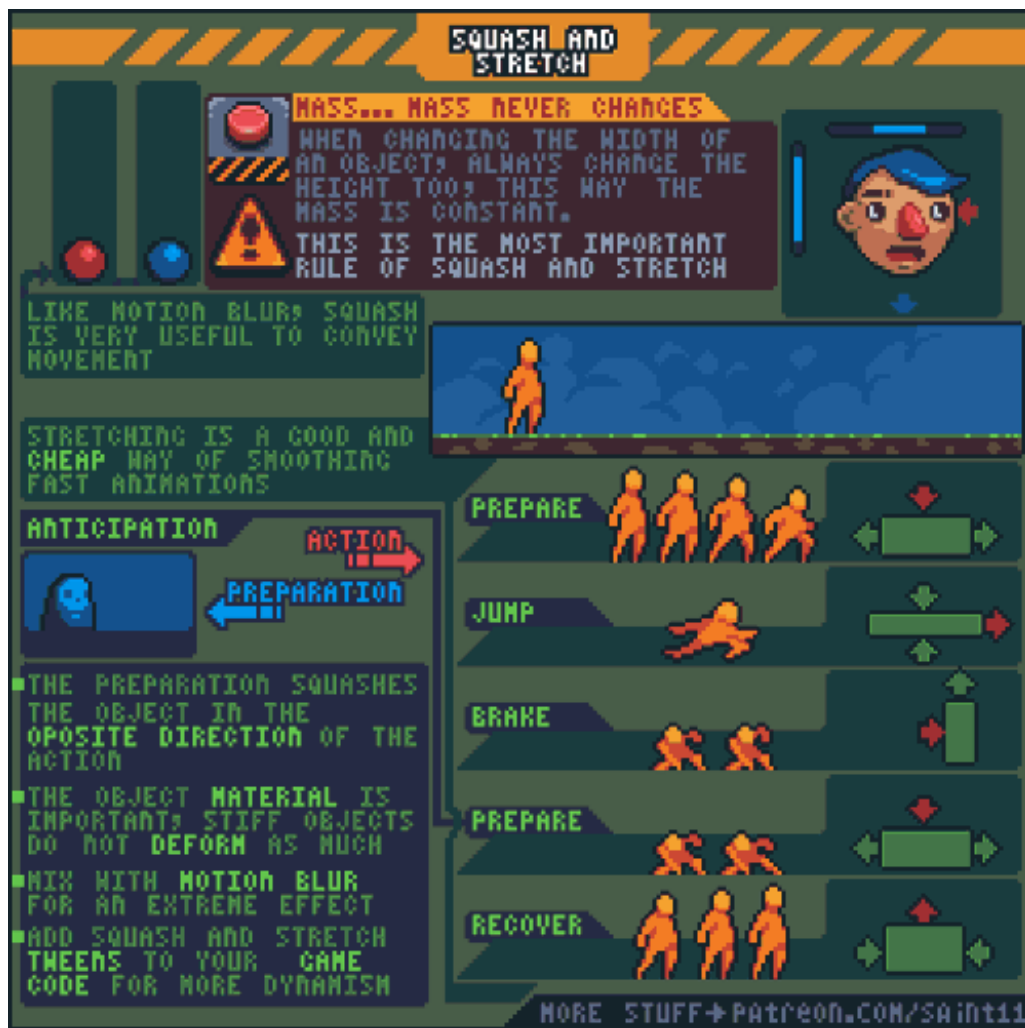 SQUASH AND
STRETCH
MASS... MASS NEVER CHANGES
WHEN CHANGING THE WIDTH OF
AN OBJECT, ALWAYS CHANGE THE
HEIGHT TOO, THIS WAY THE
MASS IS CONSTANT.
THIS IS THE MOST IMPORTANT
RULE OF SQUASH AND STRETCH
LIKE MOTION BLUR, SQUASH
IS VERY USEFUL TO CONVEY
MOVEMENT
STRETCHING IS A GOOD AND
CHEAP WAY OF SMOOTHING
FAST ANIMATIONS
ANTICIPATION
ACTION
PREPARATION
THE PREPARATION SQUASHES
THE OBJECT IN THE
OPOSITE DIRECTION OF THE
ACTION
THE OBJECT MATERIAL IS
IMPORTANT, STIFF OBJECTS
DO NOT DEFORM AS MUCH
MIX WITH MOTION BLUR
FOR AN EXTREME EFFECT
ADD SQUASH AND STRETCH
TWEENS TO YOUR GAME
CODE FOR MORE DYNAMISM
PREPARE
JUMP
BRAKE
PREPARE
RECOVER
MORE STUFF→PATREON.COM/SAINT11